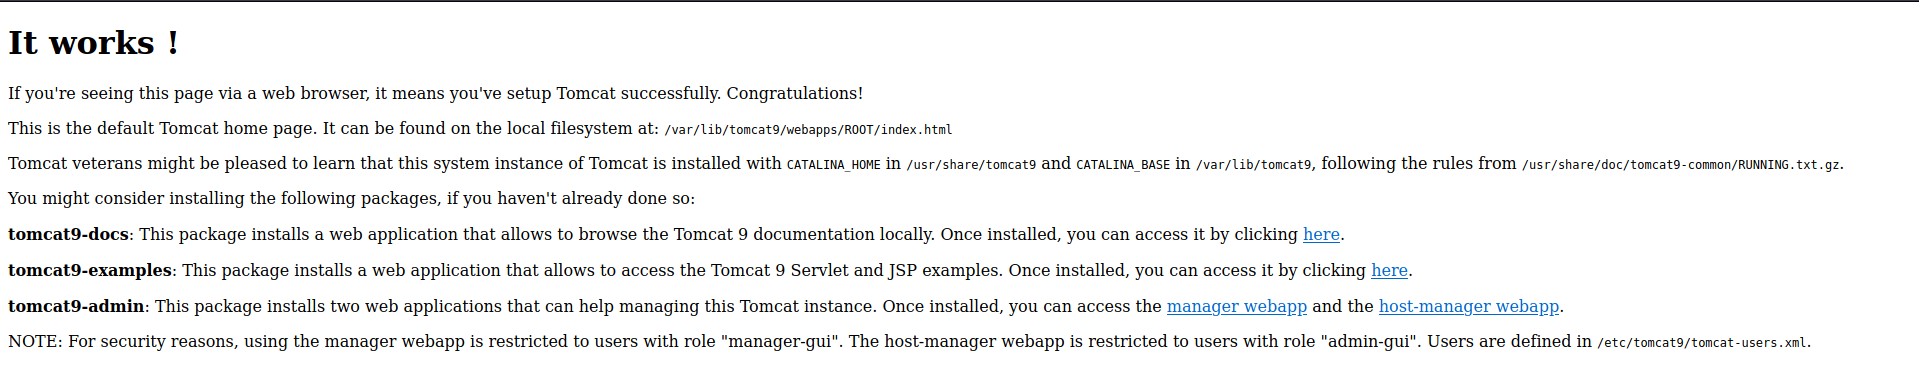 It works !
If you're seeing this page via a web browser, it means you've setup Tomcat successfully. Congratulations!
This is the default Tomcat home page. It can be found on the local filesystem at: /var/lib/tomcat9/webapps/ROOT/index.html
Tomcat veterans might be pleased to learn that this system instance of Tomcat is installed with CATALINA_HOME in /usr/share/tomcat9 and CATALINA_BASE in /var/lib/tomcat9, following the rules from /usr/share/doc/tomcat9-common/RUNNING.txt.gz.
You might consider installing the following packages, if you haven't already done so:
tomcat9-docs: This package installs a web application that allows to browse the Tomcat 9 documentation locally. Once installed, you can access it by clicking here.
tomcat9-examples: This package installs a web application that allows to access the Tomcat 9 Servlet and JSP examples. Once installed, you can access it by clicking here.
tomcat9-admin: This package installs two web applications that can help managing this Tomcat instance. Once installed, you can access the manager webapp and the host-manager webapp.
NOTE: For security reasons, using the manager webapp is restricted to users with role "manager-gui". The host-manager webapp is restricted to users with role "admin-gui". Users are defined in /etc/tomcat9/tomcat-users.xml.